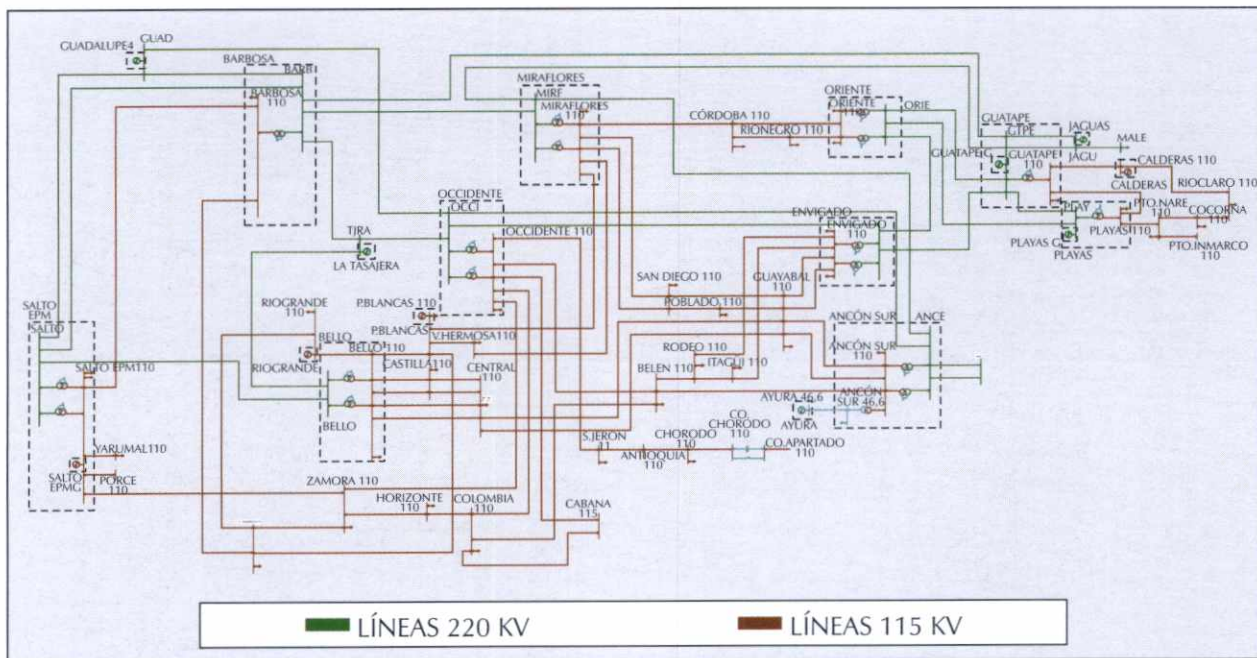 GUAD
GUADALUPE4
BARBOSA
BARB
BARBOSA
110
MIRAFLORES
MIRF
MIRAFLORES
110
ORIENTE
ORIENTE
110
ORIE
CÓRDOBA 110
RIONEGRO 110
GUATAPE
GTPE
GUATAPE G
GUATAPE
110
JAGUAS
JAGU
MALE
CALDERAS 110
CALDERAS
RIOCLARO 110
PLAY
PLAYAS110
PLAYAS G
PLAYAS
PTO.NARE
110
COCORNA
110
PTO.INMARCO
110
OCCIDENTE
OCCI
OCCIDENTE 110
TIRA
LA TASAJERA
ENVIGADO
ENVIGADO
110
SAN DIEGO 110
GUAYABAL
110
POBLADO 110
RIOGRANDE
110
P.BLANCAS 110
P.BLANCAS
V.HERMOSA110
SALTO
EPM
SALTO
SALTO EPM110
BELLO
BELLO 110
RIOGRANDE
CASTILLA110
CENTRAL
110
BELLO
RODEO 110
BELEN 110
ITAGÜI 110
ANCÓN SUR
ANCE
ANCÓN SUR
110
ANCÓN
SUR 46,6
AYURA 46,6
AYURA
CO.
CHORODO
110
S.JERON
11
CHORODO
110
ANTIOQUIA
110
CO.APARTADO
110
YARUMAL110
SALTO
EPMG
PORCE
110
ZAMORA 110
HORIZONTE
110
COLOMBIA
110
CABANA
115
LÍNEAS 220 KV
LÍNEAS 115 KV